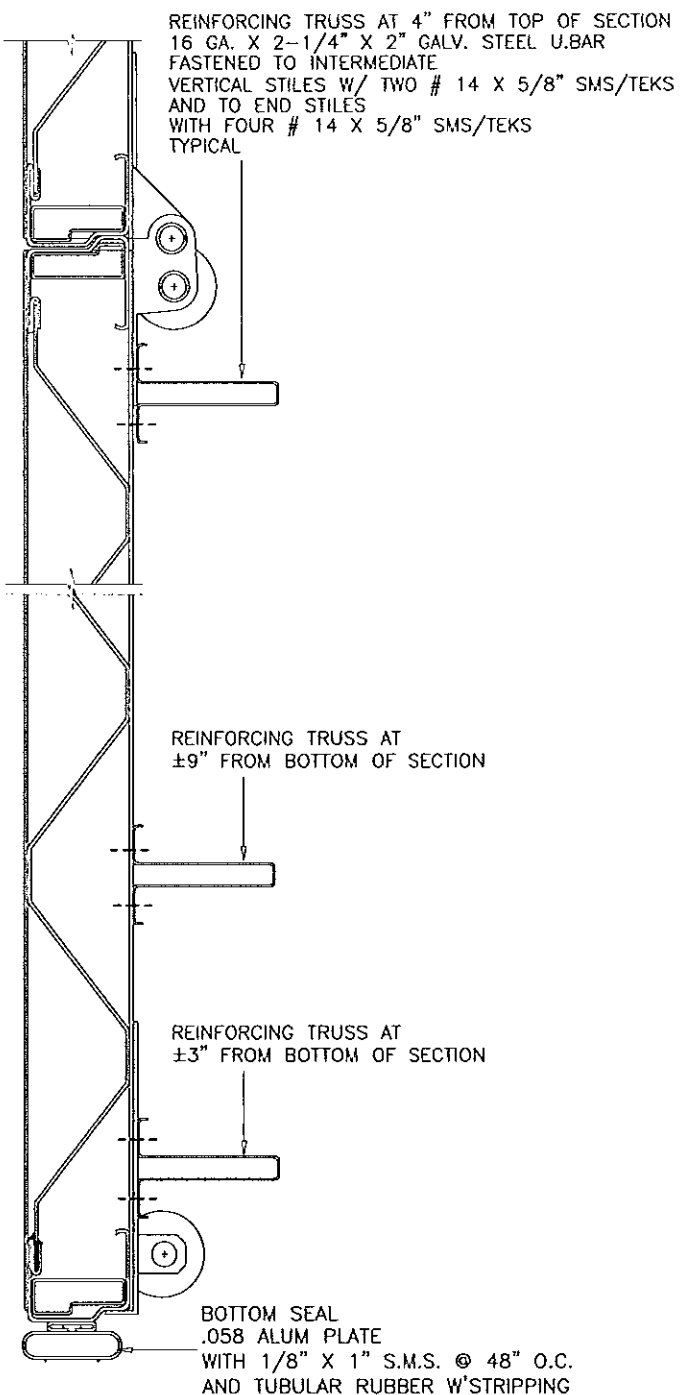 REINFORCING TRUSS AT 4" FROM TOP OF SECTION
16 GA. X 2-1/4" X 2" GALV. STEEL U.BAR
FASTENED TO INTERMEDIATE
VERTICAL STILES W/ TWO # 14 X 5/8" SMS/TEKS
AND TO END STILES
WITH FOUR # 14 X 5/8" SMS/TEKS
TYPICAL
REINFORCING TRUSS AT
±9" FROM BOTTOM OF SECTION
REINFORCING TRUSS AT
±3" FROM BOTTOM OF SECTION
BOTTOM SEAL
.058 ALUM PLATE
WITH 1/8" X 1" S.M.S. @ 48" O.C.
AND TUBULAR RUBBER W'STRIPPING